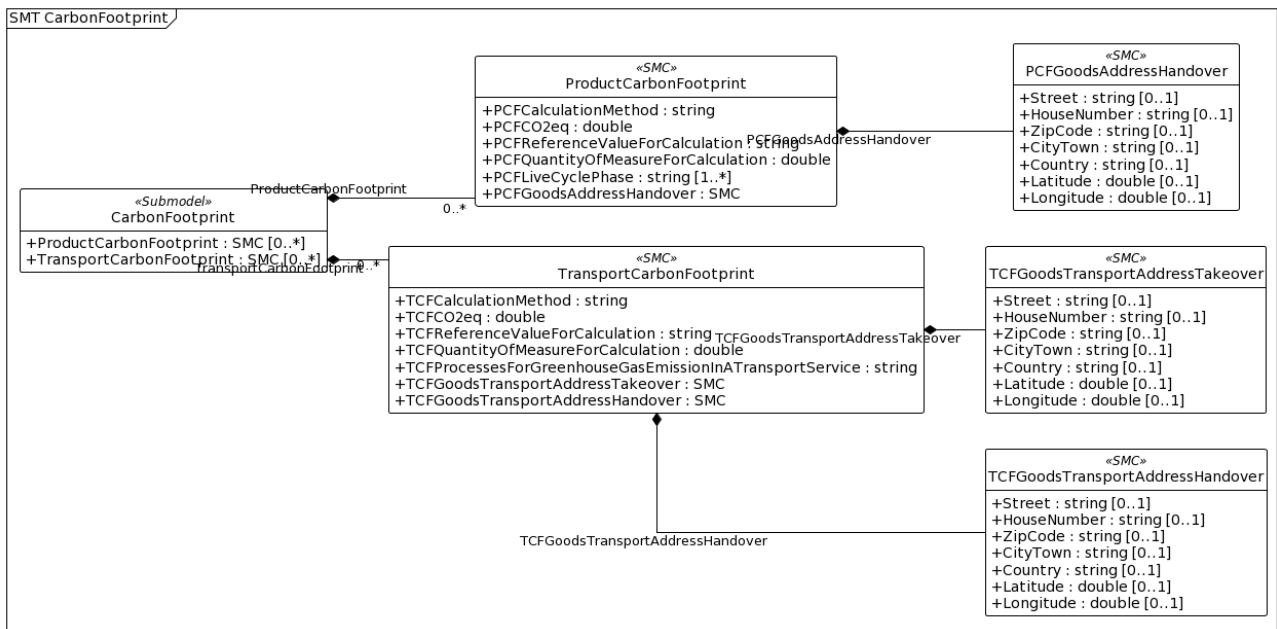 SMT CarbonFootprint
«SMC»
ProductCarbonFootprint
+PCFCalculationMethod : string
+PCFCO2eq : double
+PCFReferenceValueForCalculation : string
+PCFQuantityOfMeasureForCalculation : double
+PCFLiveCyclePhase : string [1..*]
+PCFGoodsAddressHandover : SMC
PCFGoodsAddressHandover
«SMC»
PCFGoodsAddressHandover
+Street : string [0..1]
+HouseNumber : string [0..1]
+ZipCode : string [0..1]
+CityTown : string [0..1]
+Country : string [0..1]
+Latitude : double [0..1]
+Longitude : double [0..1]
ProductCarbonFootprint
0..*
«Submodel»
CarbonFootprint
+ProductCarbonFootprint : SMC [0..*]
+TransportCarbonFootprint : SMC [0..*]
TransportCarbonFootprint
0..*
«SMC»
TransportCarbonFootprint
+TCFCalculationMethod : string
+TCFCO2eq : double
+TCFReferenceValueForCalculation : string
+TCFQuantityOfMeasureForCalculation : double
+TCFProcessesForGreenhouseGasEmissionInATransportService : string
+TCFGoodsTransportAddressTakeover : SMC
+TCFGoodsTransportAddressHandover : SMC
TCFGoodsTransportAddressTakeover
«SMC»
TCFGoodsTransportAddressTakeover
+Street : string [0..1]
+HouseNumber : string [0..1]
+ZipCode : string [0..1]
+CityTown : string [0..1]
+Country : string [0..1]
+Latitude : double [0..1]
+Longitude : double [0..1]
TCFGoodsTransportAddressHandover
«SMC»
TCFGoodsTransportAddressHandover
+Street : string [0..1]
+HouseNumber : string [0..1]
+ZipCode : string [0..1]
+CityTown : string [0..1]
+Country : string [0..1]
+Latitude : double [0..1]
+Longitude : double [0..1]